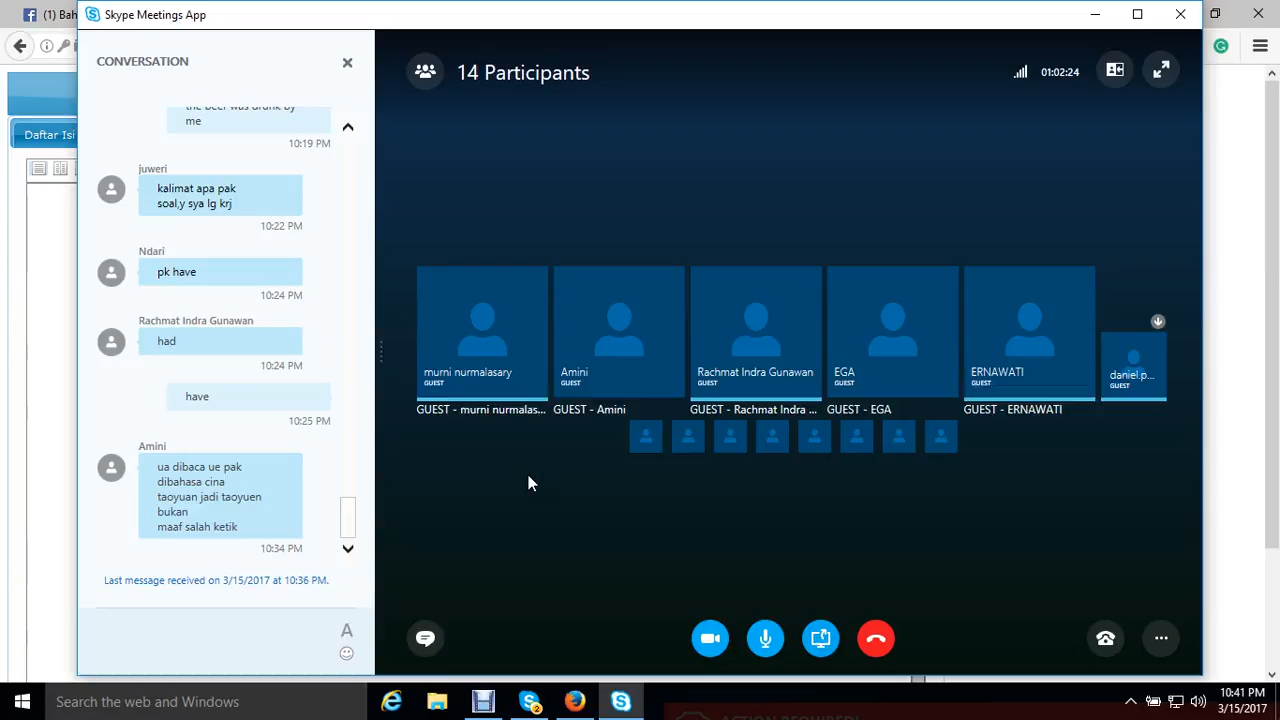 (1) Bah
Skype Meetings App
CONVERSATION
14 Participants
01:02:24
Daftar Isi
the beer was drunk by
me
10:19 PM
juweri
kalimat apa pak
soal,y sya lg krj
10:22 PM
Ndari
pk have
10:24 PM
Rachmat Indra Gunawan
had
10:24 PM
have
10:25 PM
Amini
ua dibaca ue pak
dibahasa cina
taoyuan jadi taoyuen
bukan
maaf salah ketik
10:34 PM
Last message received on 3/15/2017 at 10:36 PM.
A
murni nurmalasary
GUEST
Amini
GUEST
Rachmat Indra Gunawan
GUEST
EGA
GUEST
ERNAWATI
GUEST
daniel.p...
GUEST
GUEST - murni nurmalas...
GUEST - Amini
GUEST - Rachmat Indra ...
GUEST - EGA
GUEST - ERNAWATI
Search the web and Windows
2
ACTION REQUIRED!
10:41 PM
3/15/2017